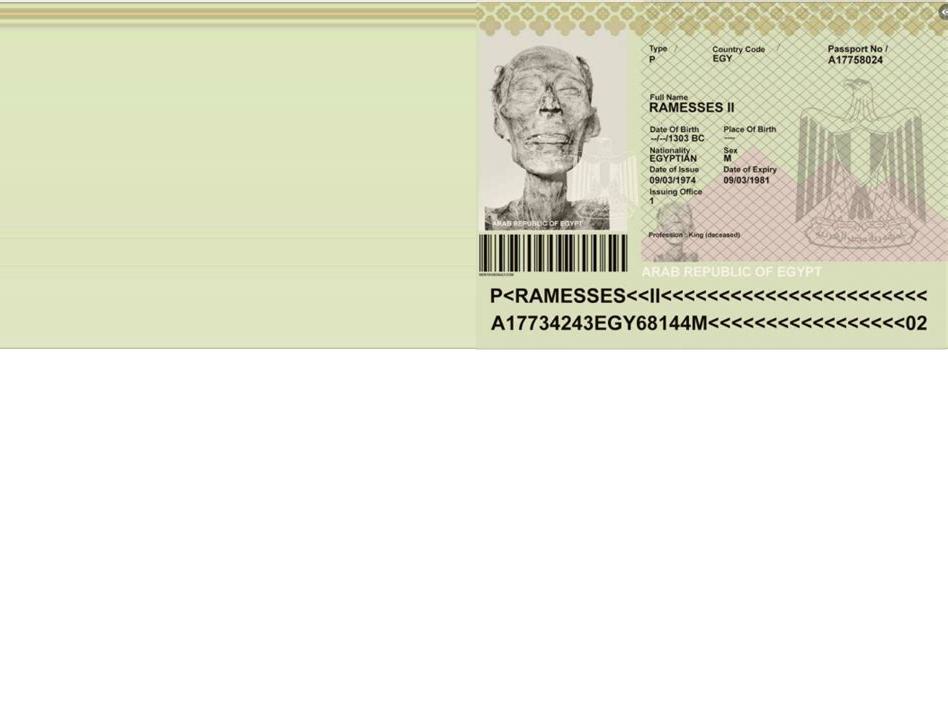 Type / Country Code / Passport No /
P EGY A17758024
Full Name
RAMESSES II
Date Of Birth Place Of Birth
--/--/1303 BC ----
Nationality Sex
EGYPTIAN M
Date of Issue Date of Expiry
09/03/1974 09/03/1981
Issuing Office
1
ARAB REPUBLIC OF EGYPT
Profession : King (deceased)
ARAB REPUBLIC OF EGYPT
P<RAMESSES<<II<<<<<<<<<<<<<<<<<<<<<<<
A17734243EGY68144M<<<<<<<<<<<<<<<<<02